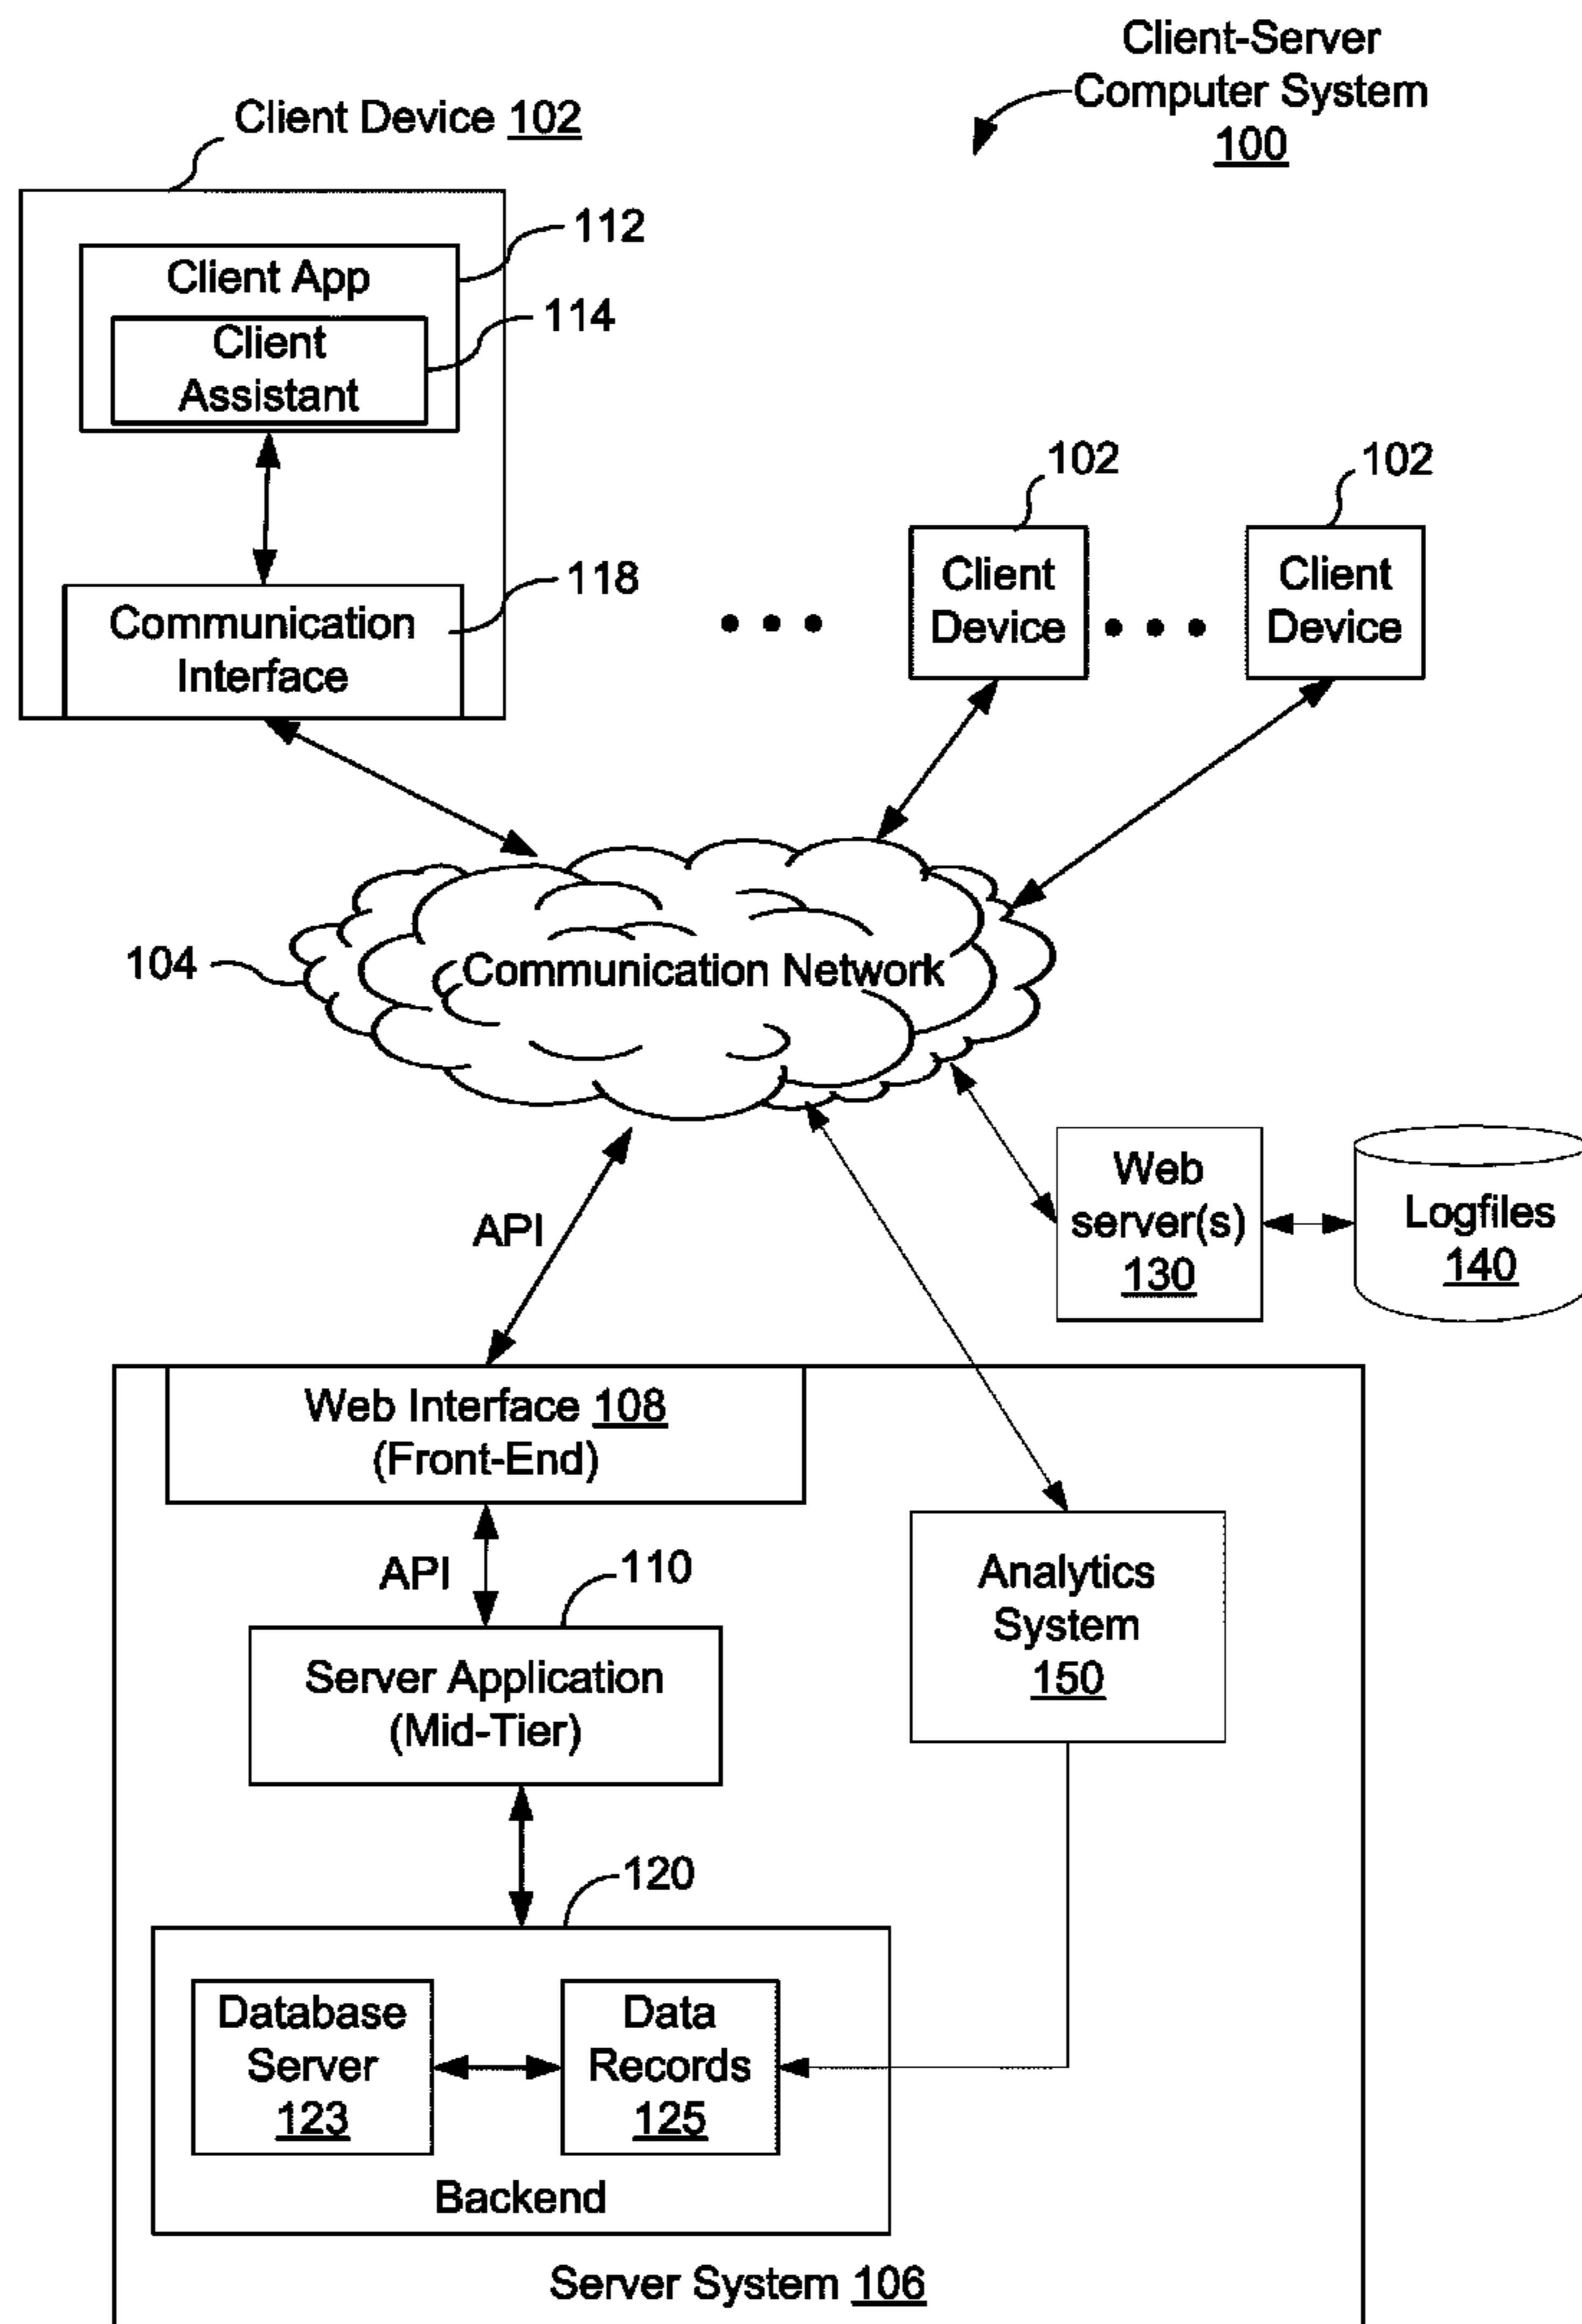 Client-Server
Computer System
100
Client Device 102
112
Client App
114
Client
Assistant
102
102
118
Client
Device
Client
Device
Communication
Interface
104
Communication Network
Web
server(s)
130
Logfiles
140
API
Web Interface 108
(Front-End)
API
110
Analytics
System
150
Server Application
(Mid-Tier)
120
Database
Server
123
Data
Records
125
Backend
Server System 106